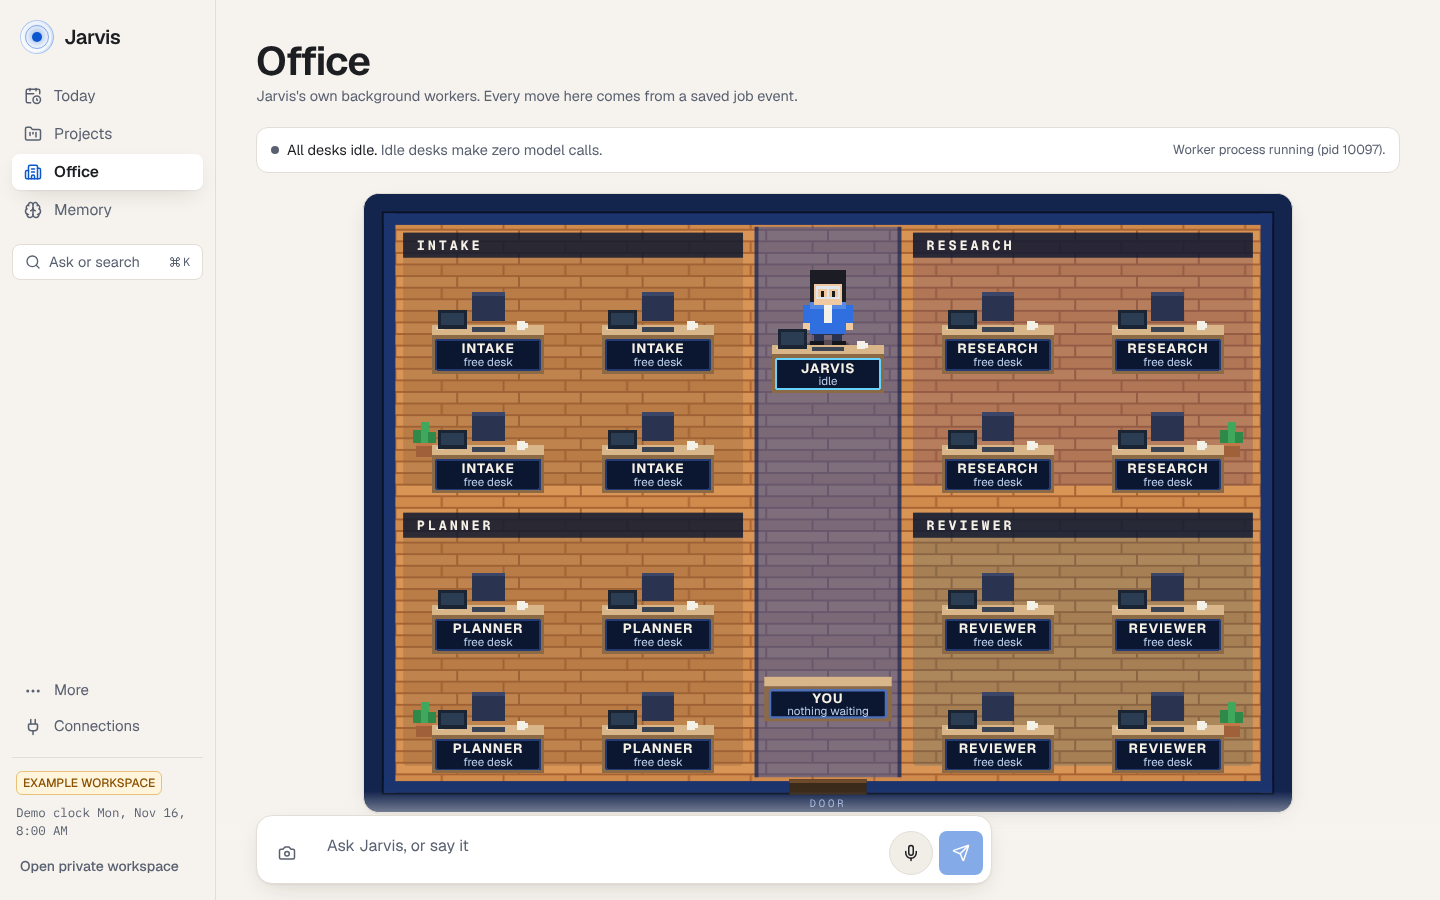 Jarvis
Today
Projects
Office
Memory
Ask or search ⌘K
More
Connections
EXAMPLE WORKSPACE
Demo clock Mon, Nov 16,
8:00 AM
Open private workspace
Office
Jarvis's own background workers. Every move here comes from a saved job event.
All desks idle. Idle desks make zero model calls.
Worker process running (pid 10097).
INTAKE
INTAKE
free desk
INTAKE
free desk
INTAKE
free desk
INTAKE
free desk
JARVIS
idle
RESEARCH
RESEARCH
free desk
RESEARCH
free desk
RESEARCH
free desk
RESEARCH
free desk
PLANNER
PLANNER
free desk
PLANNER
free desk
PLANNER
free desk
PLANNER
free desk
YOU
nothing waiting
REVIEWER
REVIEWER
free desk
REVIEWER
free desk
REVIEWER
free desk
REVIEWER
free desk
DOOR
Ask Jarvis, or say it